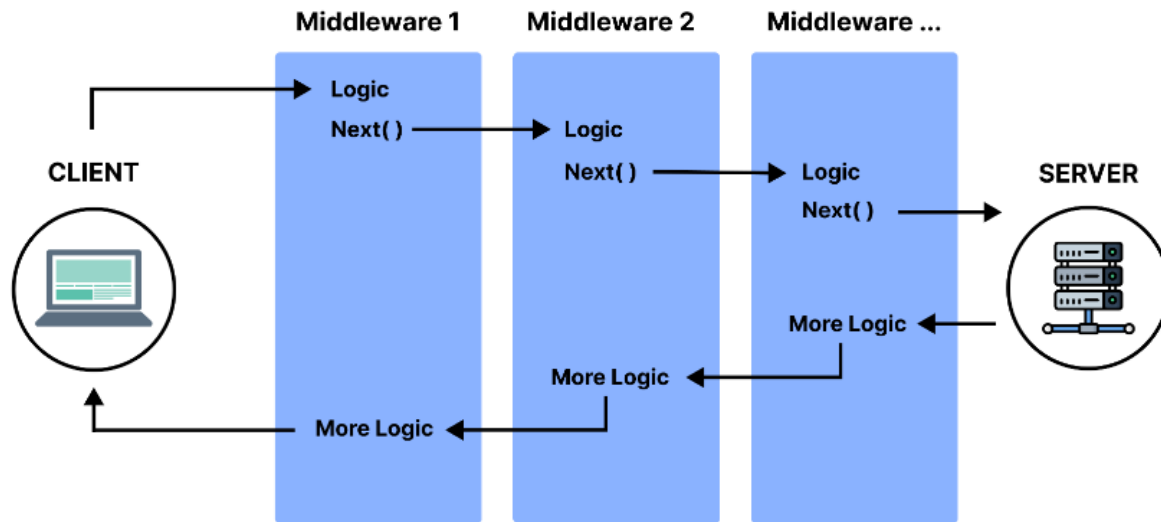 Middleware 1
Middleware 2
Middleware ...
Logic
Next( )
Logic
Next( )
Logic
Next( )
CLIENT
SERVER
More Logic
More Logic
More Logic